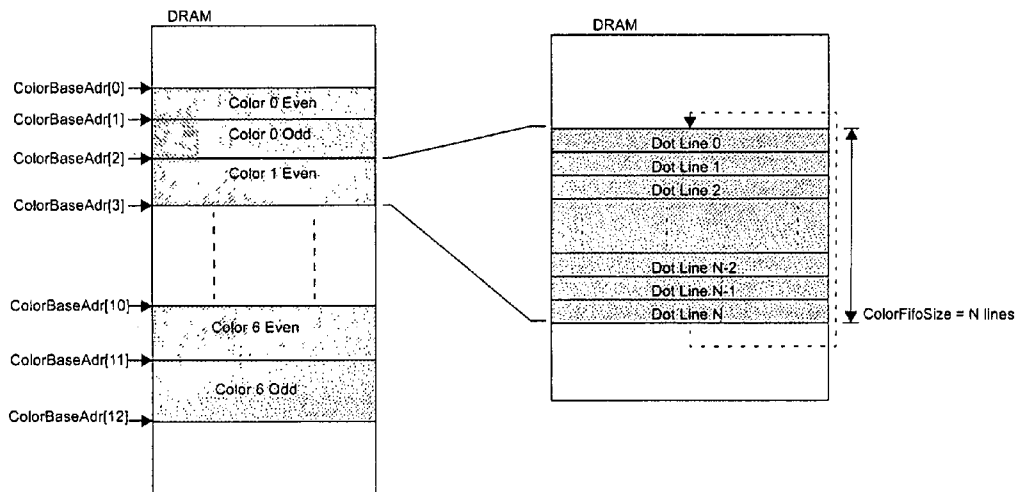 DRAM
ColorBaseAdr[0]
Color 0 Even
ColorBaseAdr[1]
Color 0 Odd
ColorBaseAdr[2]
Color 1 Even
ColorBaseAdr[3]
ColorBaseAdr[10]
Color 6 Even
ColorBaseAdr[11]
Color 6 Odd
ColorBaseAdr[12]
DRAM
Dot Line 0
Dot Line 1
Dot Line 2
Dot Line N-2
Dot Line N-1
Dot Line N
ColorFifoSize = N lines